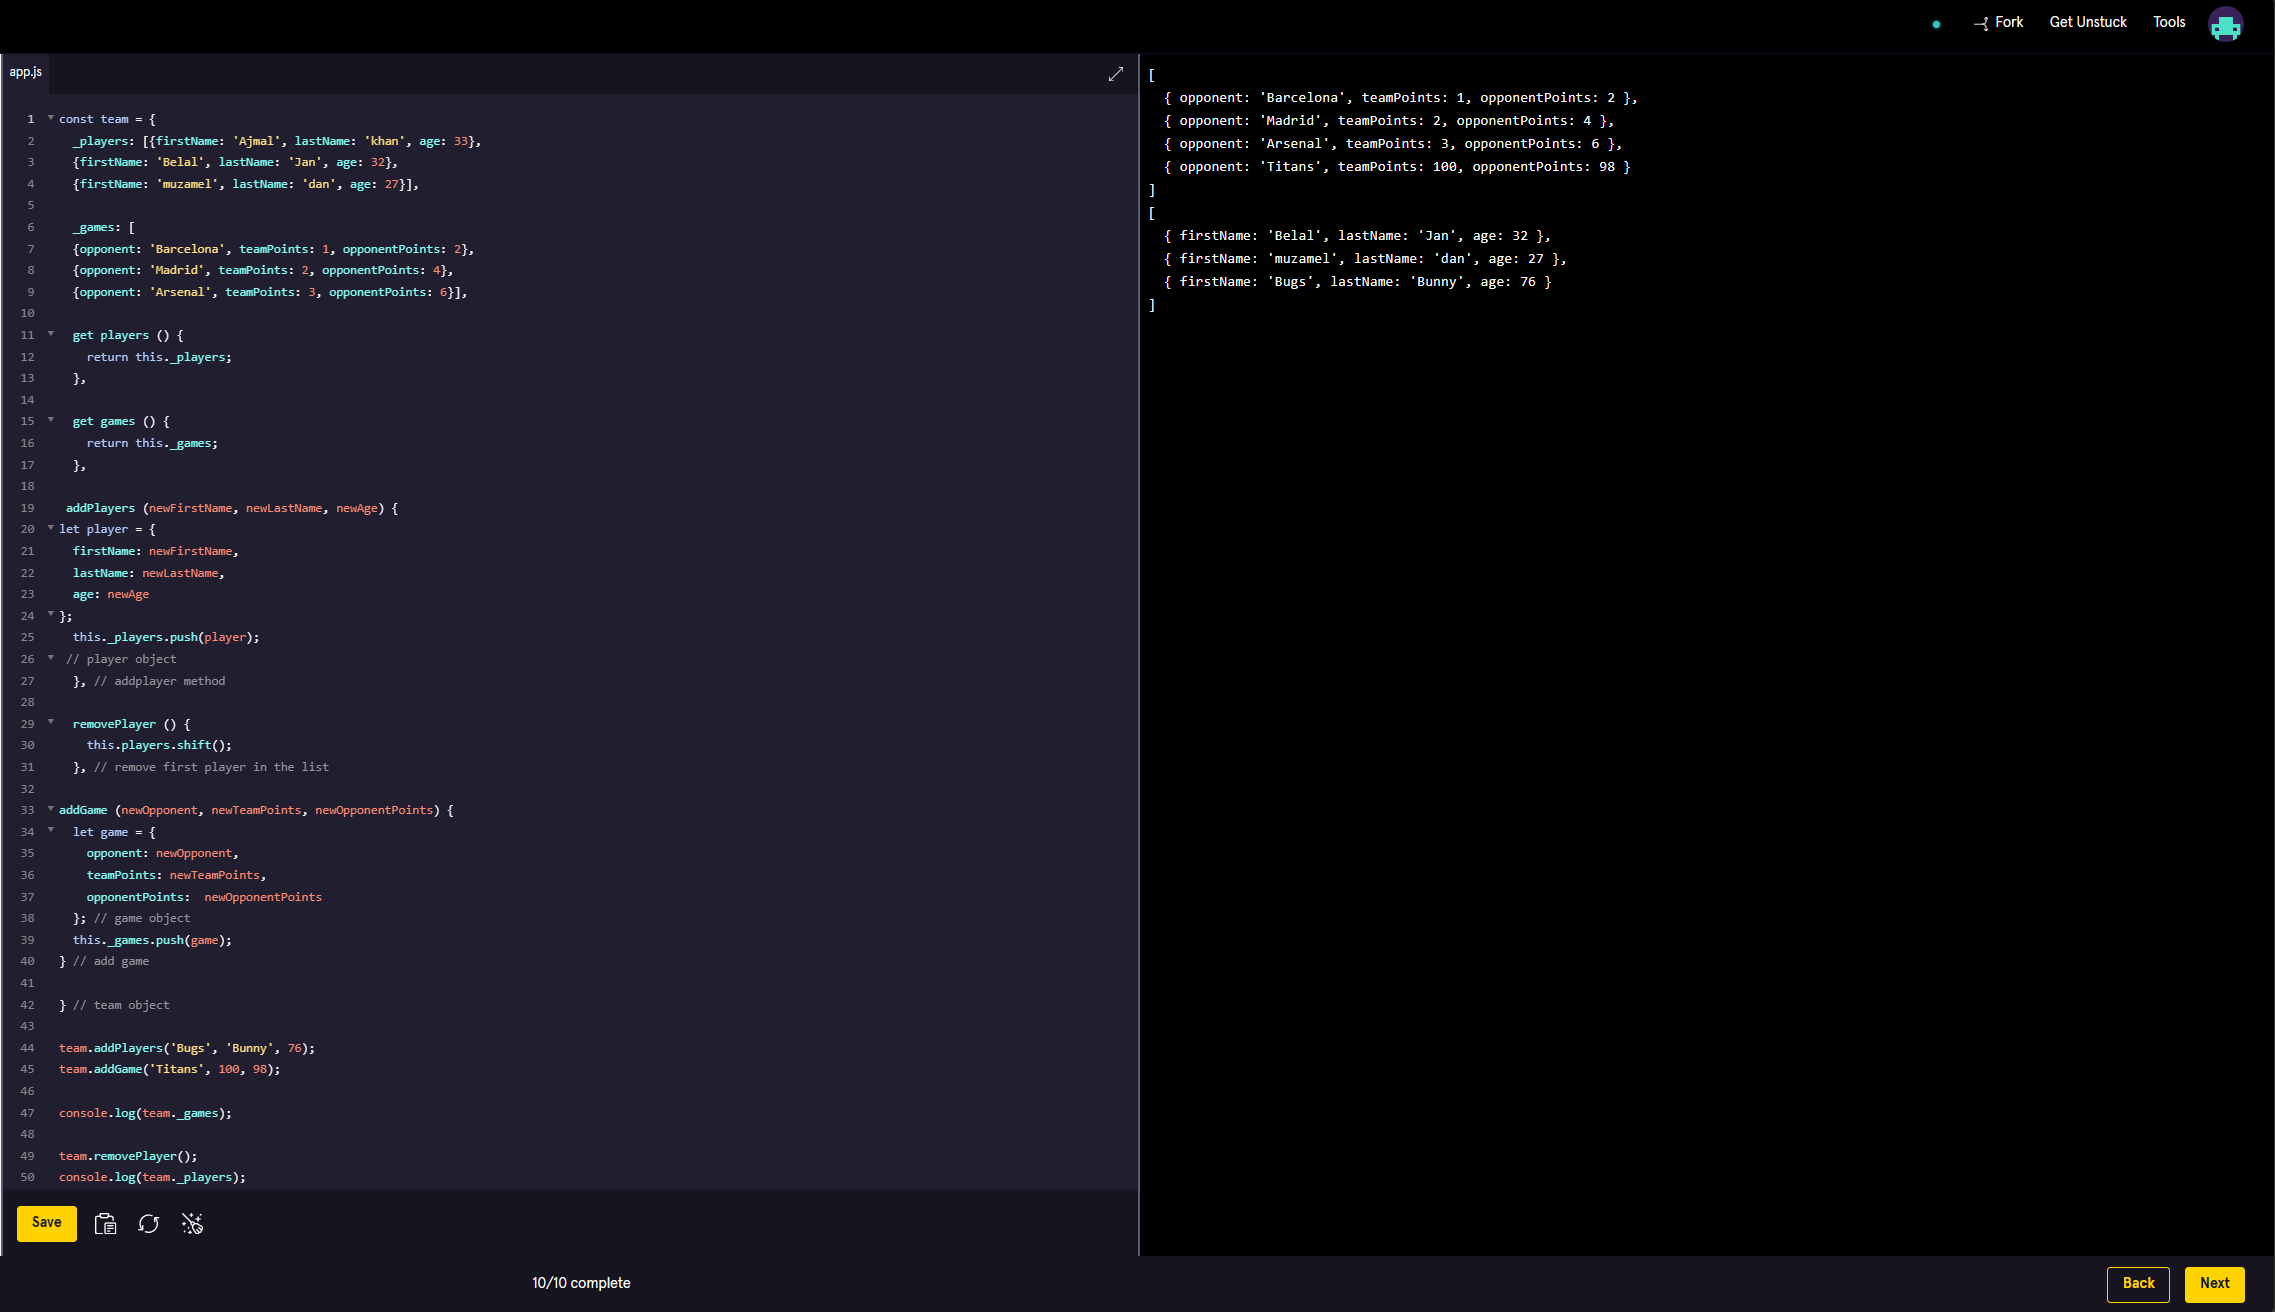 Fork Get Unstuck Tools
app.js
1 const team = {
2 _players: [{firstName: 'Ajmal', lastName: 'khan', age: 33},
3 {firstName: 'Belal', lastName: 'Jan', age: 32},
4 {firstName: 'muzamel', lastName: 'dan', age: 27}],
5
6 _games: [
7 {opponent: 'Barcelona', teamPoints: 1, opponentPoints: 2},
8 {opponent: 'Madrid', teamPoints: 2, opponentPoints: 4},
9 {opponent: 'Arsenal', teamPoints: 3, opponentPoints: 6}],
10
11 get players () {
12 return this._players;
13 },
14
15 get games () {
16 return this._games;
17 },
18
19 addPlayers (newFirstName, newLastName, newAge) {
20 let player = {
21 firstName: newFirstName,
22 lastName: newLastName,
23 age: newAge
24 };
25 this._players.push(player);
26 // player object
27 }, // addplayer method
28
29 removePlayer () {
30 this.players.shift();
31 }, // remove first player in the list
32
33 addGame (newOpponent, newTeamPoints, newOpponentPoints) {
34 let game = {
35 opponent: newOpponent,
36 teamPoints: newTeamPoints,
37 opponentPoints:  newOpponentPoints
38 }; // game object
39 this._games.push(game);
40 } // add game
41
42 } // team object
43
44 team.addPlayers('Bugs', 'Bunny', 76);
45 team.addGame('Titans', 100, 98);
46
47 console.log(team._games);
48
49 team.removePlayer();
50 console.log(team._players);
[
{ opponent: 'Barcelona', teamPoints: 1, opponentPoints: 2 },
{ opponent: 'Madrid', teamPoints: 2, opponentPoints: 4 },
{ opponent: 'Arsenal', teamPoints: 3, opponentPoints: 6 },
{ opponent: 'Titans', teamPoints: 100, opponentPoints: 98 }
]
[
{ firstName: 'Belal', lastName: 'Jan', age: 32 },
{ firstName: 'muzamel', lastName: 'dan', age: 27 },
{ firstName: 'Bugs', lastName: 'Bunny', age: 76 }
]
Save
10/10 complete
Back Next